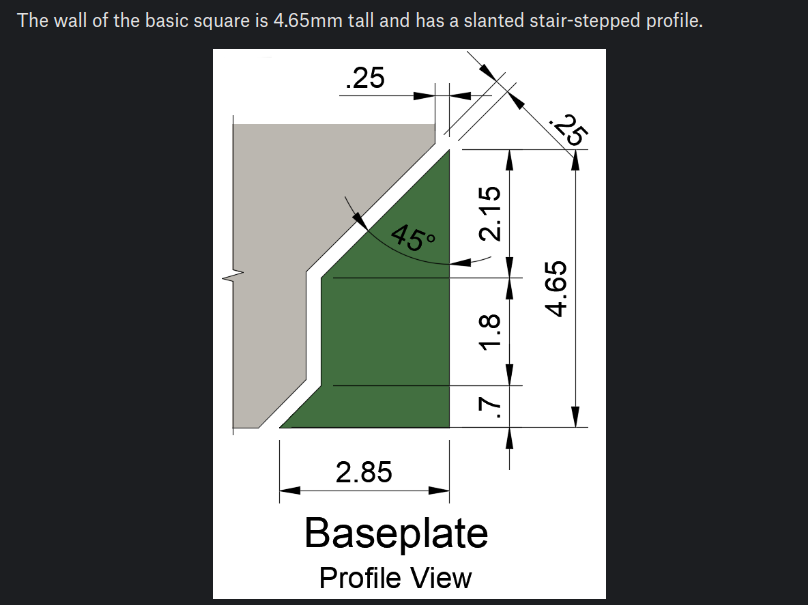 The wall of the basic square is 4.65mm tall and has a slanted stair-stepped profile.
.25
.25
45°
2.15
4.65
1.8
.7
2.85
Baseplate
Profile View